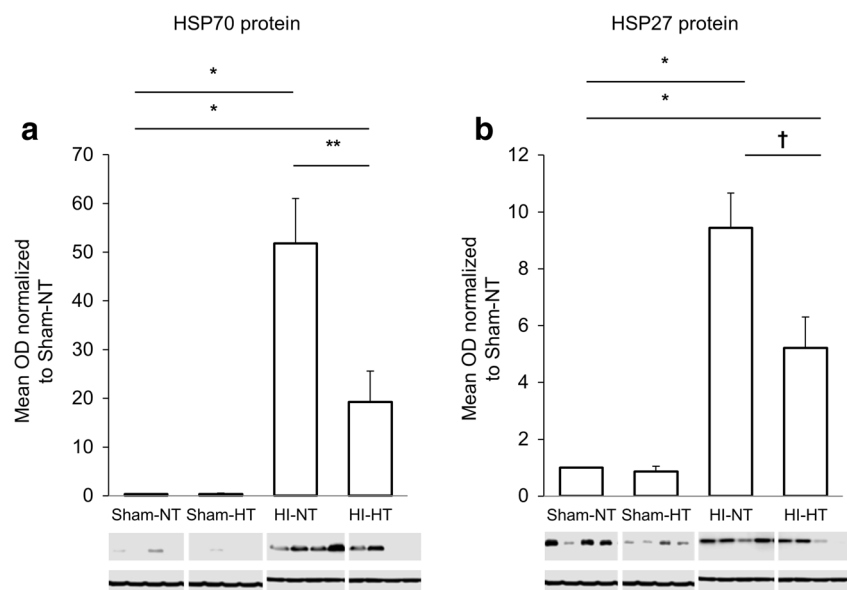 HSP70 protein
*
*
a
**
70
60
50
40
30
20
10
0
Mean OD normalized
to Sham-NT
Sham-NT Sham-HT HI-NT HI-HT
HSP27 protein
*
*
b
†
12
10
8
6
4
2
0
Mean OD normalized
to Sham-NT
Sham-NT Sham-HT HI-NT HI-HT